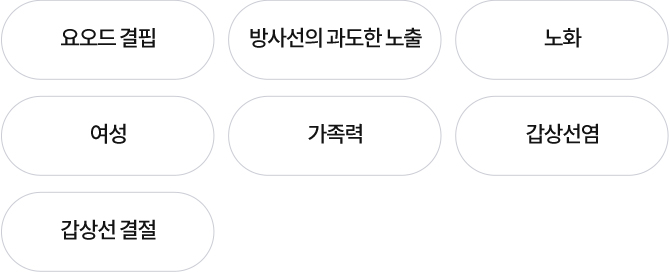 요오드 결핍
방사선의 과도한 노출
노화
여성
가족력
갑상선염
갑상선 결절